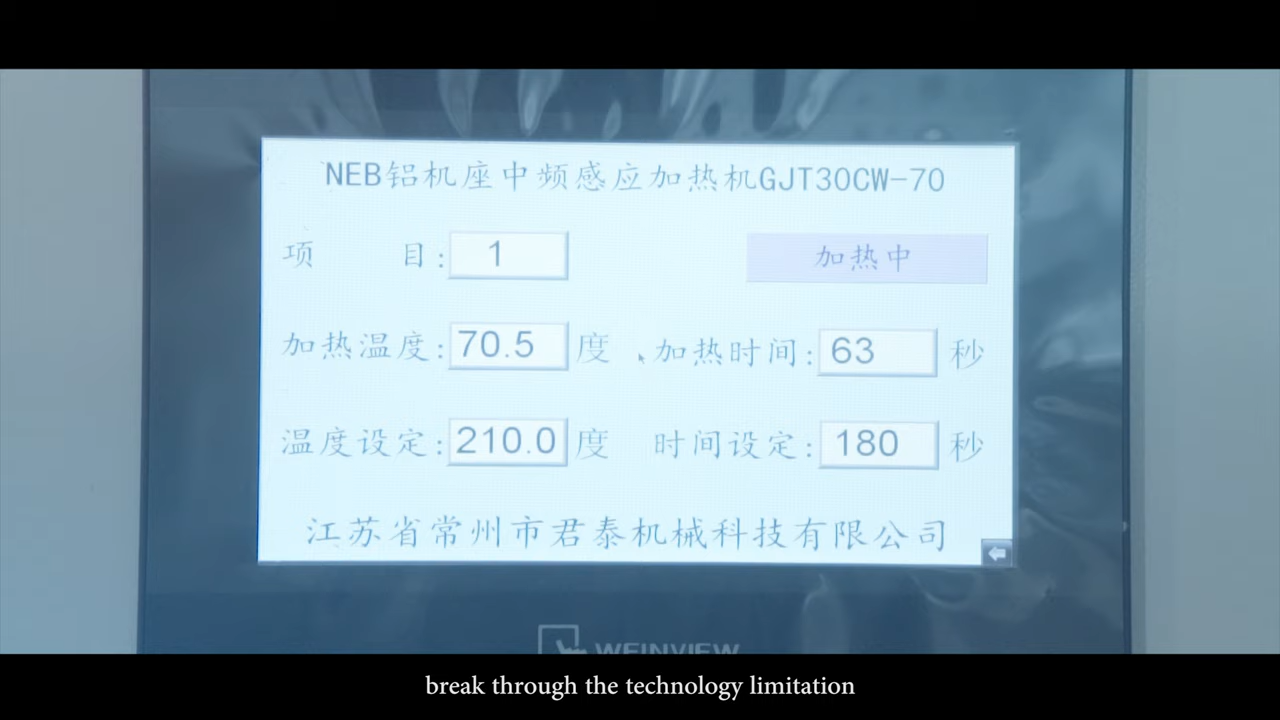 NEB铝机座中频感应加热机GJT30CW-70
项 目: 1 加热中
加热温度: 70.5 度 加热时间: 63 秒
温度设定: 210.0 度 时间设定: 180 秒
江苏省常州市君泰机械科技有限公司
WEINVIEW
break through the technology limitation